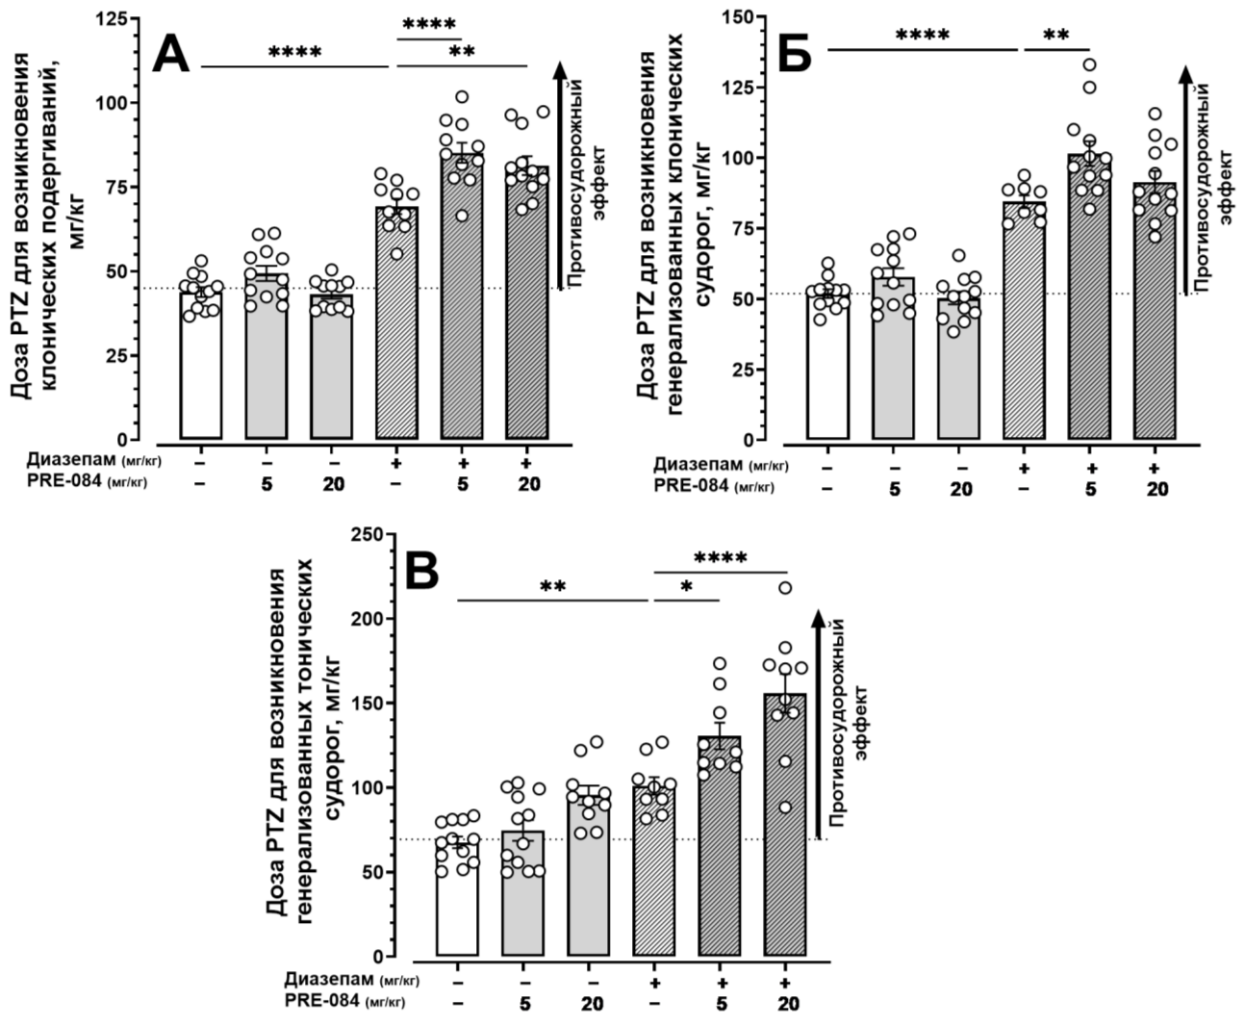 А
Доза PTZ для возникновения
клонических подергиваний,
мг/кг
125
100
75
50
25
0
****
****
**
Противосудорожный
эффект
Диазепам (мг/кг) – – – + + +
PRE-084 (мг/кг) – 5 20 – 5 20
Б
Доза PTZ для возникновения
генерализованных клонических
судорог, мг/кг
150
125
100
75
50
25
0
****
**
Противосудорожный
эффект
Диазепам (мг/кг) – – – + + +
PRE-084 (мг/кг) – 5 20 – 5 20
В
Доза PTZ для возникновения
генерализованных тонических
судорог, мг/кг
250
200
150
100
50
0
****
**
*
Противосудорожный
эффект
Диазепам (мг/кг) – – – + + +
PRE-084 (мг/кг) – 5 20 – 5 20